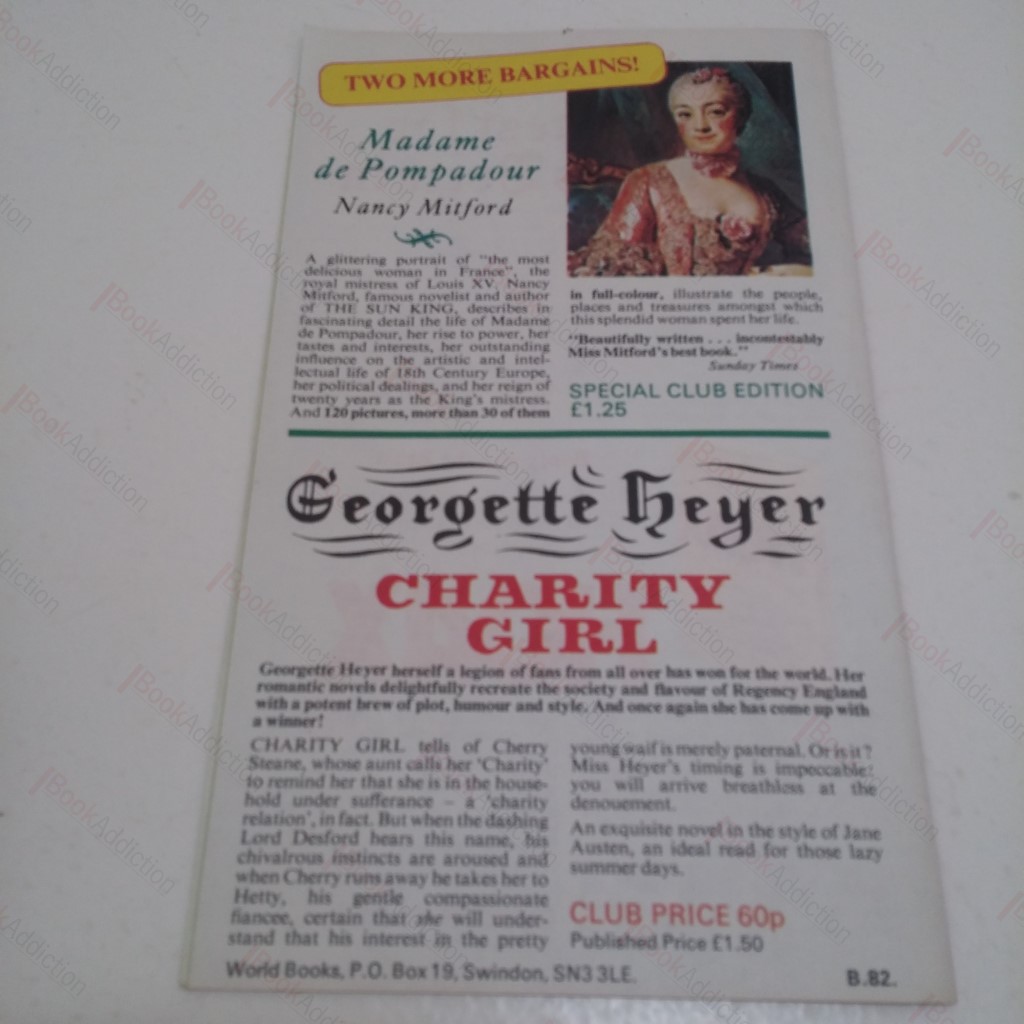 TWO MORE BARGAINS!
Madame
de Pompadour
Nancy Mitford
A glittering portrait of "the most
delicious woman in France", the
royal mistress of Louis XV. Nancy
Mitford, famous novelist and author
of THE SUN KING, describes in
fascinating detail the life of Madame
de Pompadour, her rise to power, her
tastes and interests, her outstanding
influence on the artistic and intel-
lectual life of 18th Century Europe,
her political dealings, and her reign of
twenty years as the King's mistress.
And 120 pictures, more than 30 of them
in full-colour, illustrate the people,
places and treasures amongst which
this splendid woman spent her life.
"Beautifully written . . . incontestably
Miss Mitford's best book."
Sunday Times
SPECIAL CLUB EDITION
£1.25
Georgette Heyer
CHARITY
GIRL
Georgette Heyer herself a legion of fans from all over has won for the world. Her
romantic novels delightfully recreate the society and flavour of Regency England
with a potent brew of plot, humour and style. And once again she has come up with
a winner!
CHARITY GIRL tells of Cherry
Steane, whose aunt calls her 'Charity'
to remind her that she is in the house-
hold under sufferance – a 'charity
relation', in fact. But when the dashing
Lord Desford hears this name, his
chivalrous instincts are aroused and
when Cherry runs away he takes her to
Hetty, his gentle compassionate
fiancee, certain that she will under-
stand that his interest in the pretty
young waif is merely paternal. Or is it?
Miss Heyer's timing is impeccable:
you will arrive breathless at the
denouement.
An exquisite novel in the style of Jane
Austen, an ideal read for those lazy
summer days.
CLUB PRICE 60p
Published Price £1.50
World Books, P.O. Box 19, Swindon, SN3 3LE.
B.82.
BookAddiction